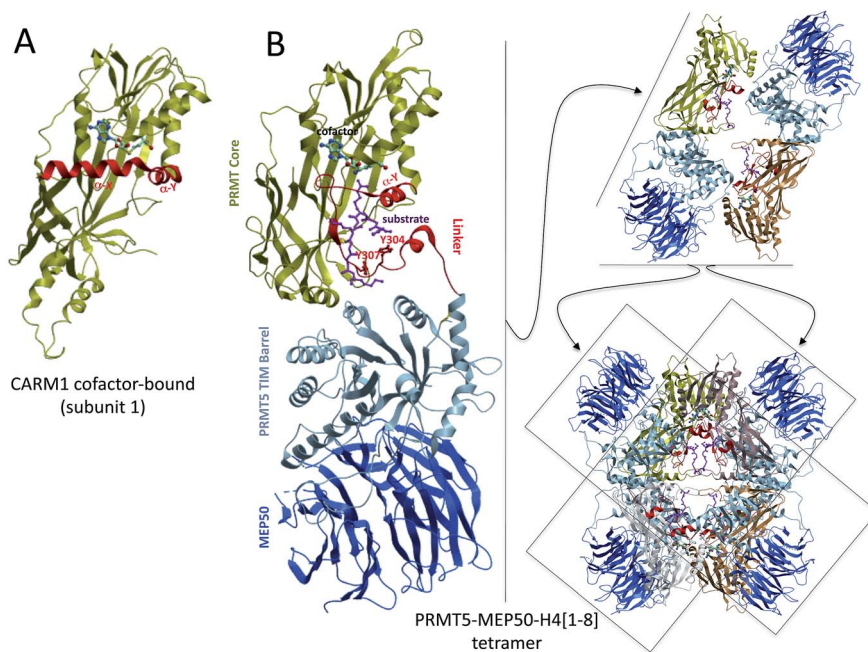 A
α-X
α-Y
CARM1 cofactor-bound
(subunit 1)
B
PRMT Core
cofactor
α-Y
substrate
Linker
Y304
Y307
PRMT5 TIM Barrel
MEP50
PRMT5-MEP50-H4[1-8]
tetramer